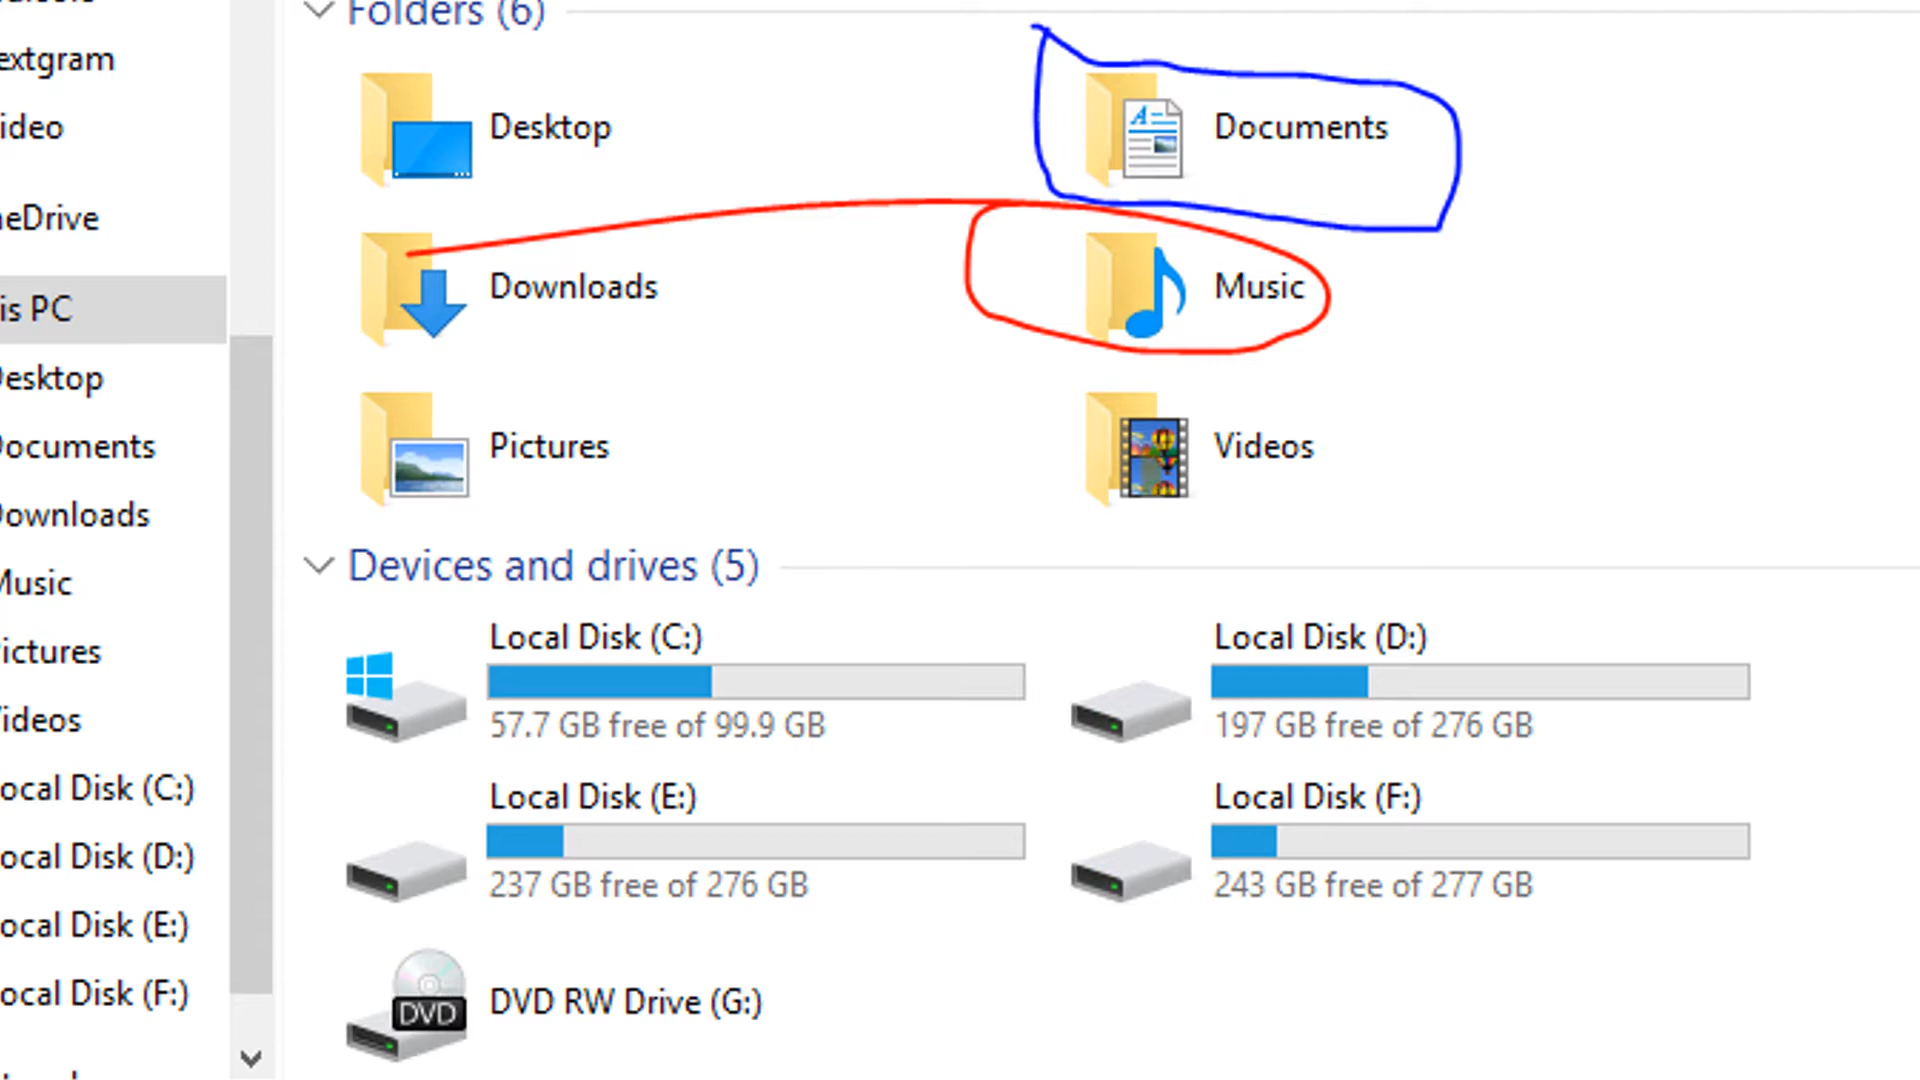 Folders (6)
extgram
Desktop
Documents
ideo
eDrive
Downloads
Music
is PC
esktop
Pictures
Videos
ocuments
ownloads
Devices and drives (5)
Music
Local Disk (C:)
Local Disk (D:)
ictures
57.7 GB free of 99.9 GB
197 GB free of 276 GB
ideos
Local Disk (E:)
Local Disk (F:)
ocal Disk (C:)
ocal Disk (D:)
237 GB free of 276 GB
243 GB free of 277 GB
ocal Disk (E:)
ocal Disk (F:)
DVD
DVD RW Drive (G:)